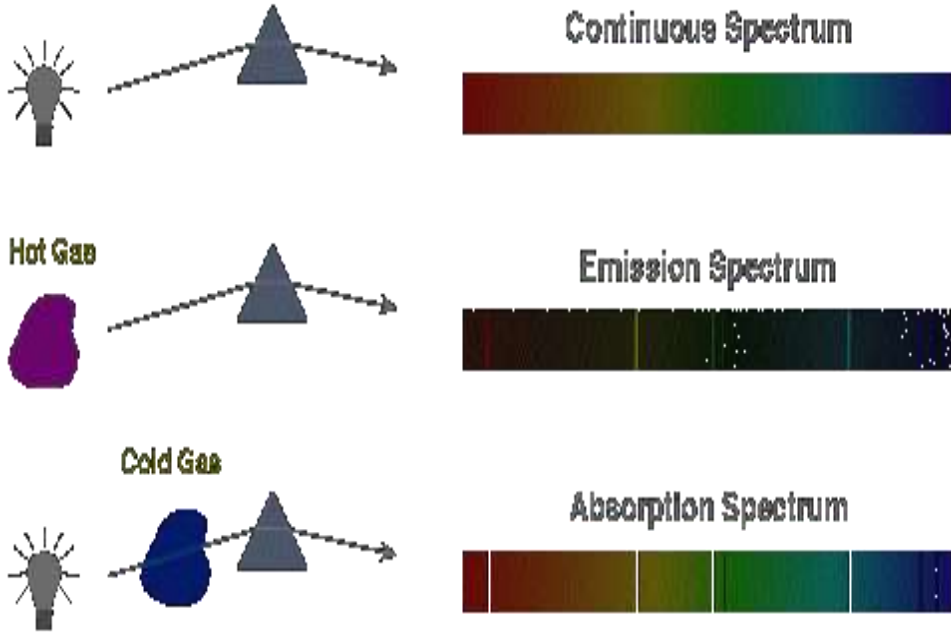 Continuous Spectrum
Hot Gas
Emission Spectrum
Cold Gas
Absorption Spectrum